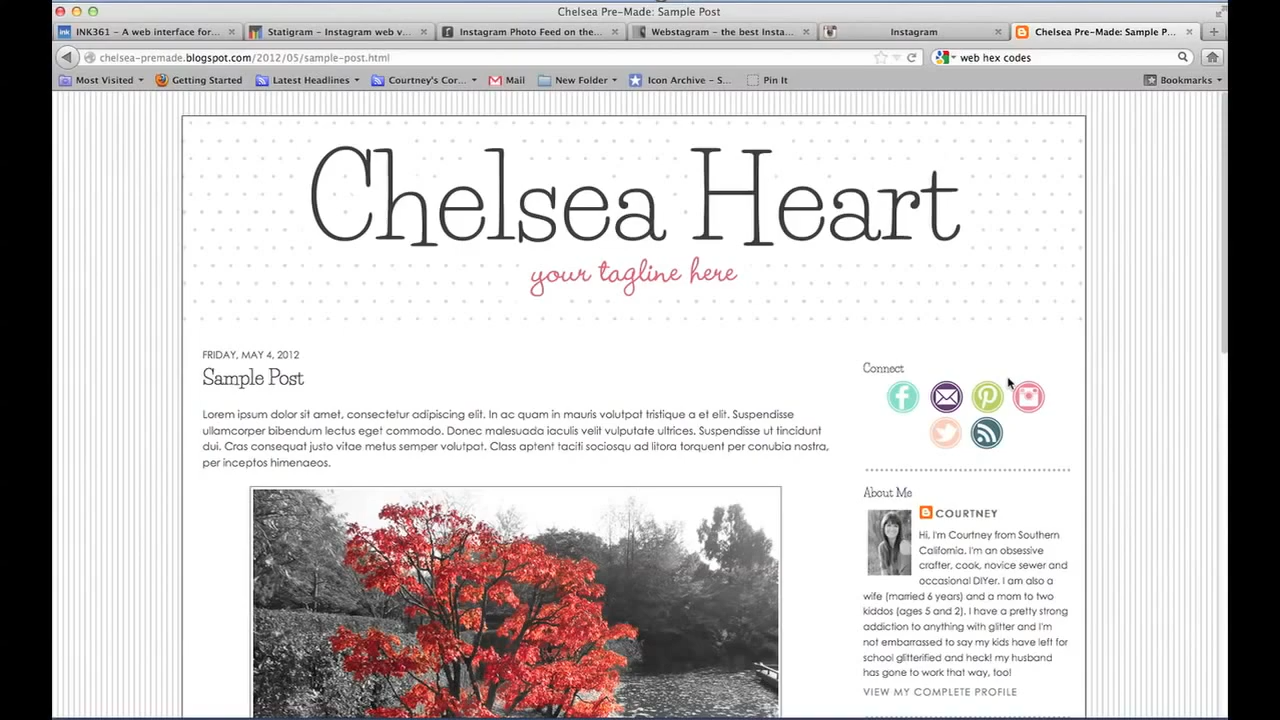 Chelsea Pre-Made: Sample Post
INK361 - A web interface for...
Statigram - Instagram web v...
Instagram Photo Feed on the...
Webstagram - the best Insta...
Instagram
Chelsea Pre-Made: Sample P...
chelsea-premade.blogspot.com/2012/05/sample-post.html
web hex codes
Most Visited
Getting Started
Latest Headlines
Courtney's Cor...
Mail
New Folder
Icon Archive - S...
Pin It
Bookmarks
Chelsea Heart
your tagline here
FRIDAY, MAY 4, 2012
Sample Post
Lorem ipsum dolor sit amet, consectetur adipiscing elit. In ac quam in mauris volutpat tristique a et elit. Suspendisse
ullamcorper bibendum lectus eget commodo. Donec malesuada iaculis velit vulputate ultrices. Suspendisse ut tincidunt
dui. Cras consequat justo vitae metus semper volutpat. Class aptent taciti sociosqu ad litora torquent per conubia nostra,
per inceptos himenaeos.
Connect
About Me
COURTNEY
Hi, I'm Courtney from Southern
California. I'm an obsessive
crafter, cook, novice sewer and
occasional DIYer. I am also a
wife (married 6 years) and a mom to two
kiddos (ages 5 and 2). I have a pretty strong
addiction to anything with glitter and I'm
not embarrassed to say my kids have left for
school glitterified and heck! my husband
has gone to work that way, too!
VIEW MY COMPLETE PROFILE